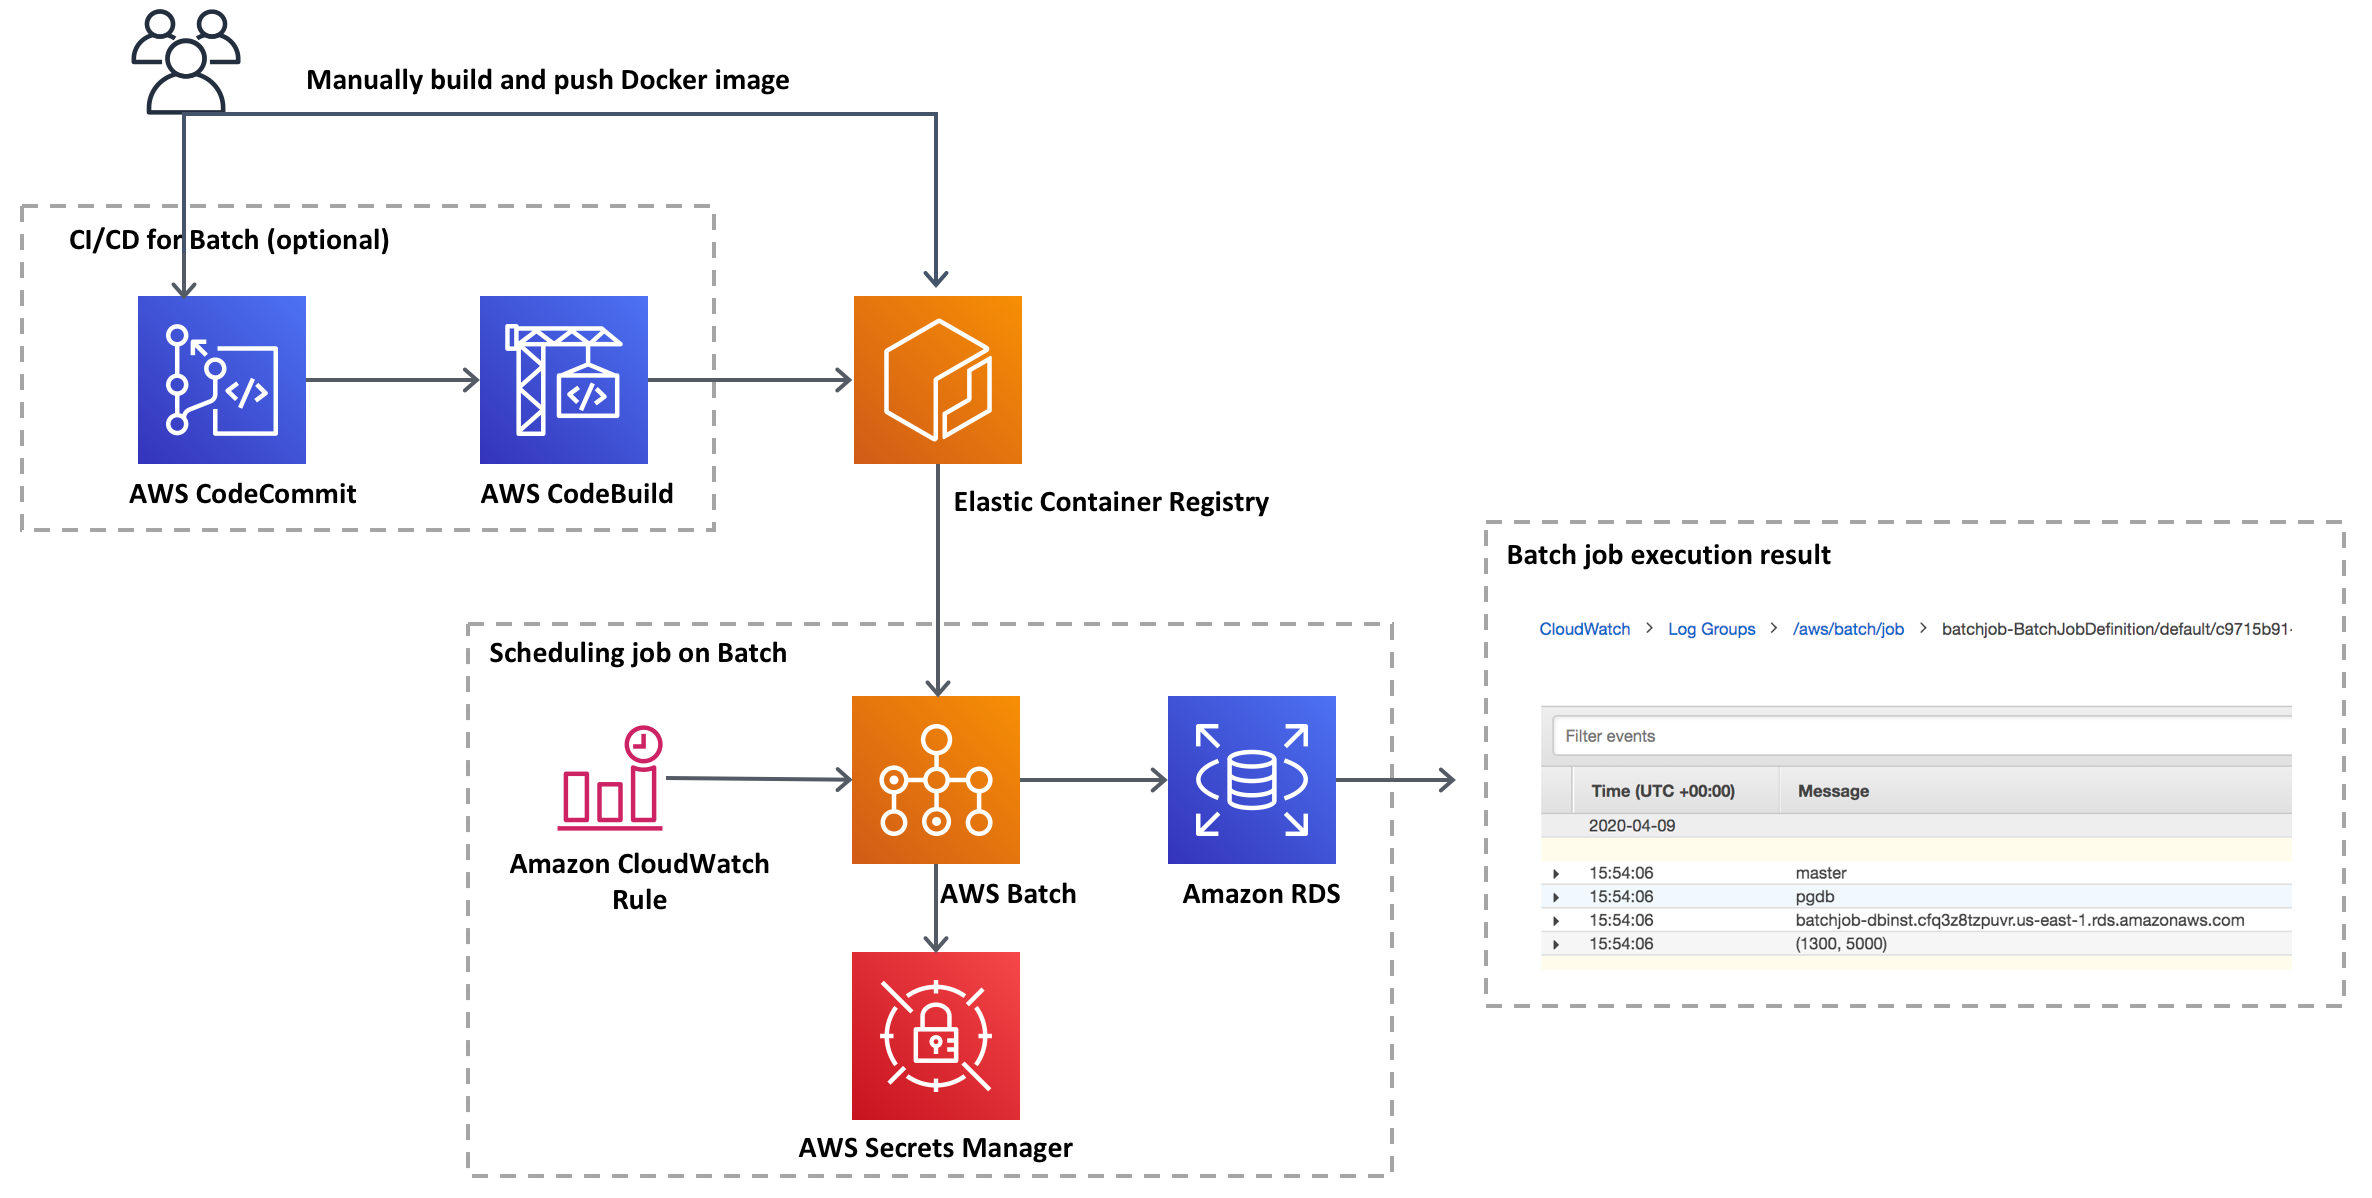 Manually build and push Docker image
CI/CD for Batch (optional)
AWS CodeCommit
AWS CodeBuild
Elastic Container Registry
Scheduling job on Batch
Amazon CloudWatch
Rule
AWS Batch
Amazon RDS
AWS Secrets Manager
Batch job execution result
CloudWatch > Log Groups > /aws/batch/job > batchjob-BatchJobDefinition/default/c9715b91-
Filter events
Time (UTC +00:00) Message
2020-04-09
15:54:06 master
15:54:06 pgdb
15:54:06 batchjob-dbinst.cfq3z8tzpuvr.us-east-1.rds.amazonaws.com
15:54:06 (1300, 5000)